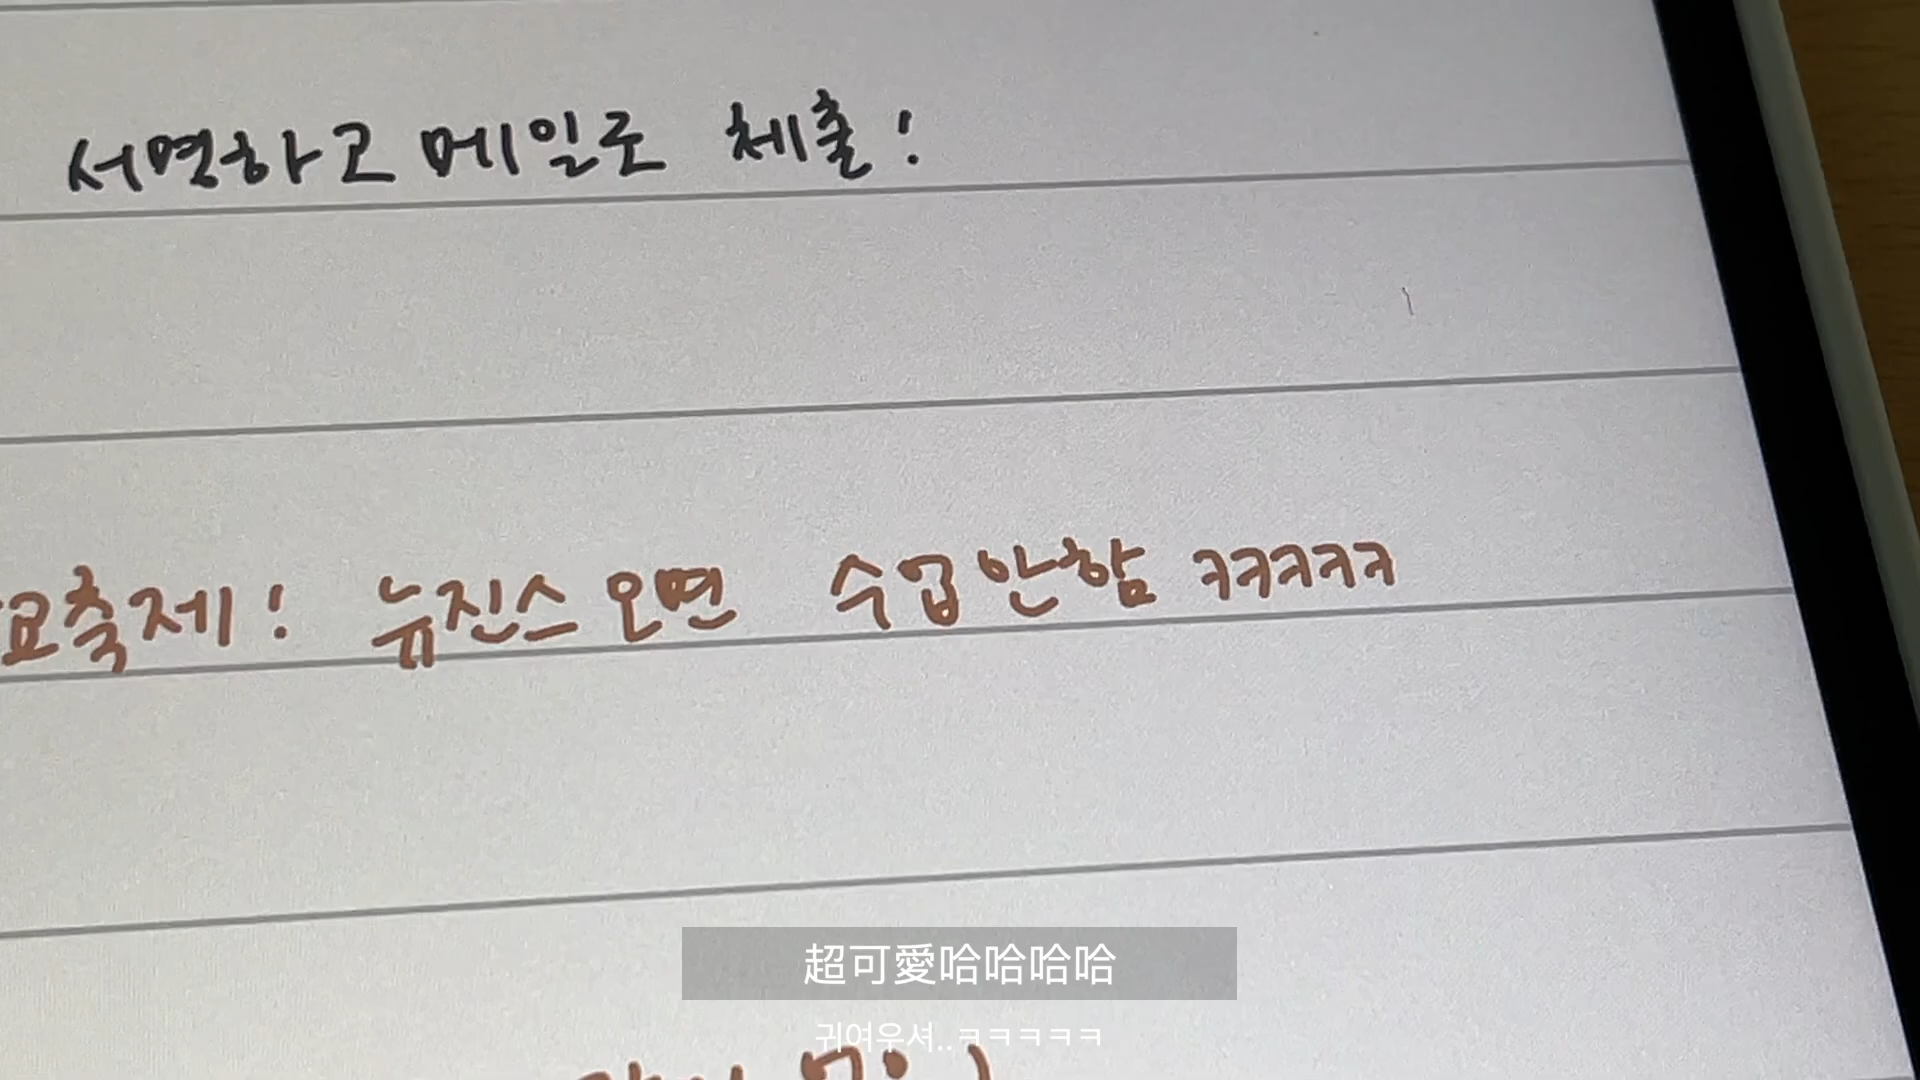 서명하고 메일로 체출!
교축제! 뉴진스 오면 수업 안함 ㅋㅋㅋㅋㅋ
超可愛哈哈哈哈
귀여우셔..ㅋㅋㅋㅋㅋ